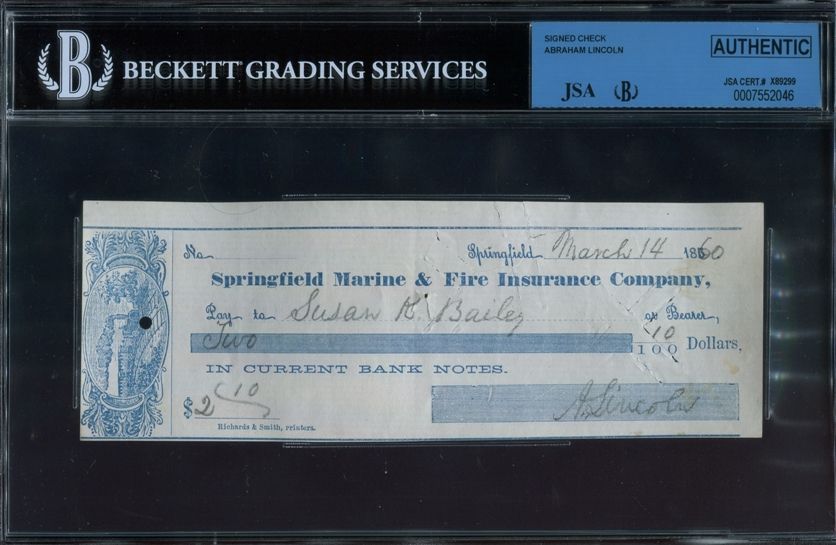 B BECKETT GRADING SERVICES
SIGNED CHECK
ABRAHAM LINCOLN
AUTHENTIC
JSA B
JSA CERT.# X89299
0007552046
No. Springfield March 14 1860
Springfield Marine & Fire Insurance Company,
Pay to Susan R. Bailey or Bearer,
Two 10/100 Dollars,
IN CURRENT BANK NOTES.
$2 10 A. Lincoln
Richards & Smith, printers.